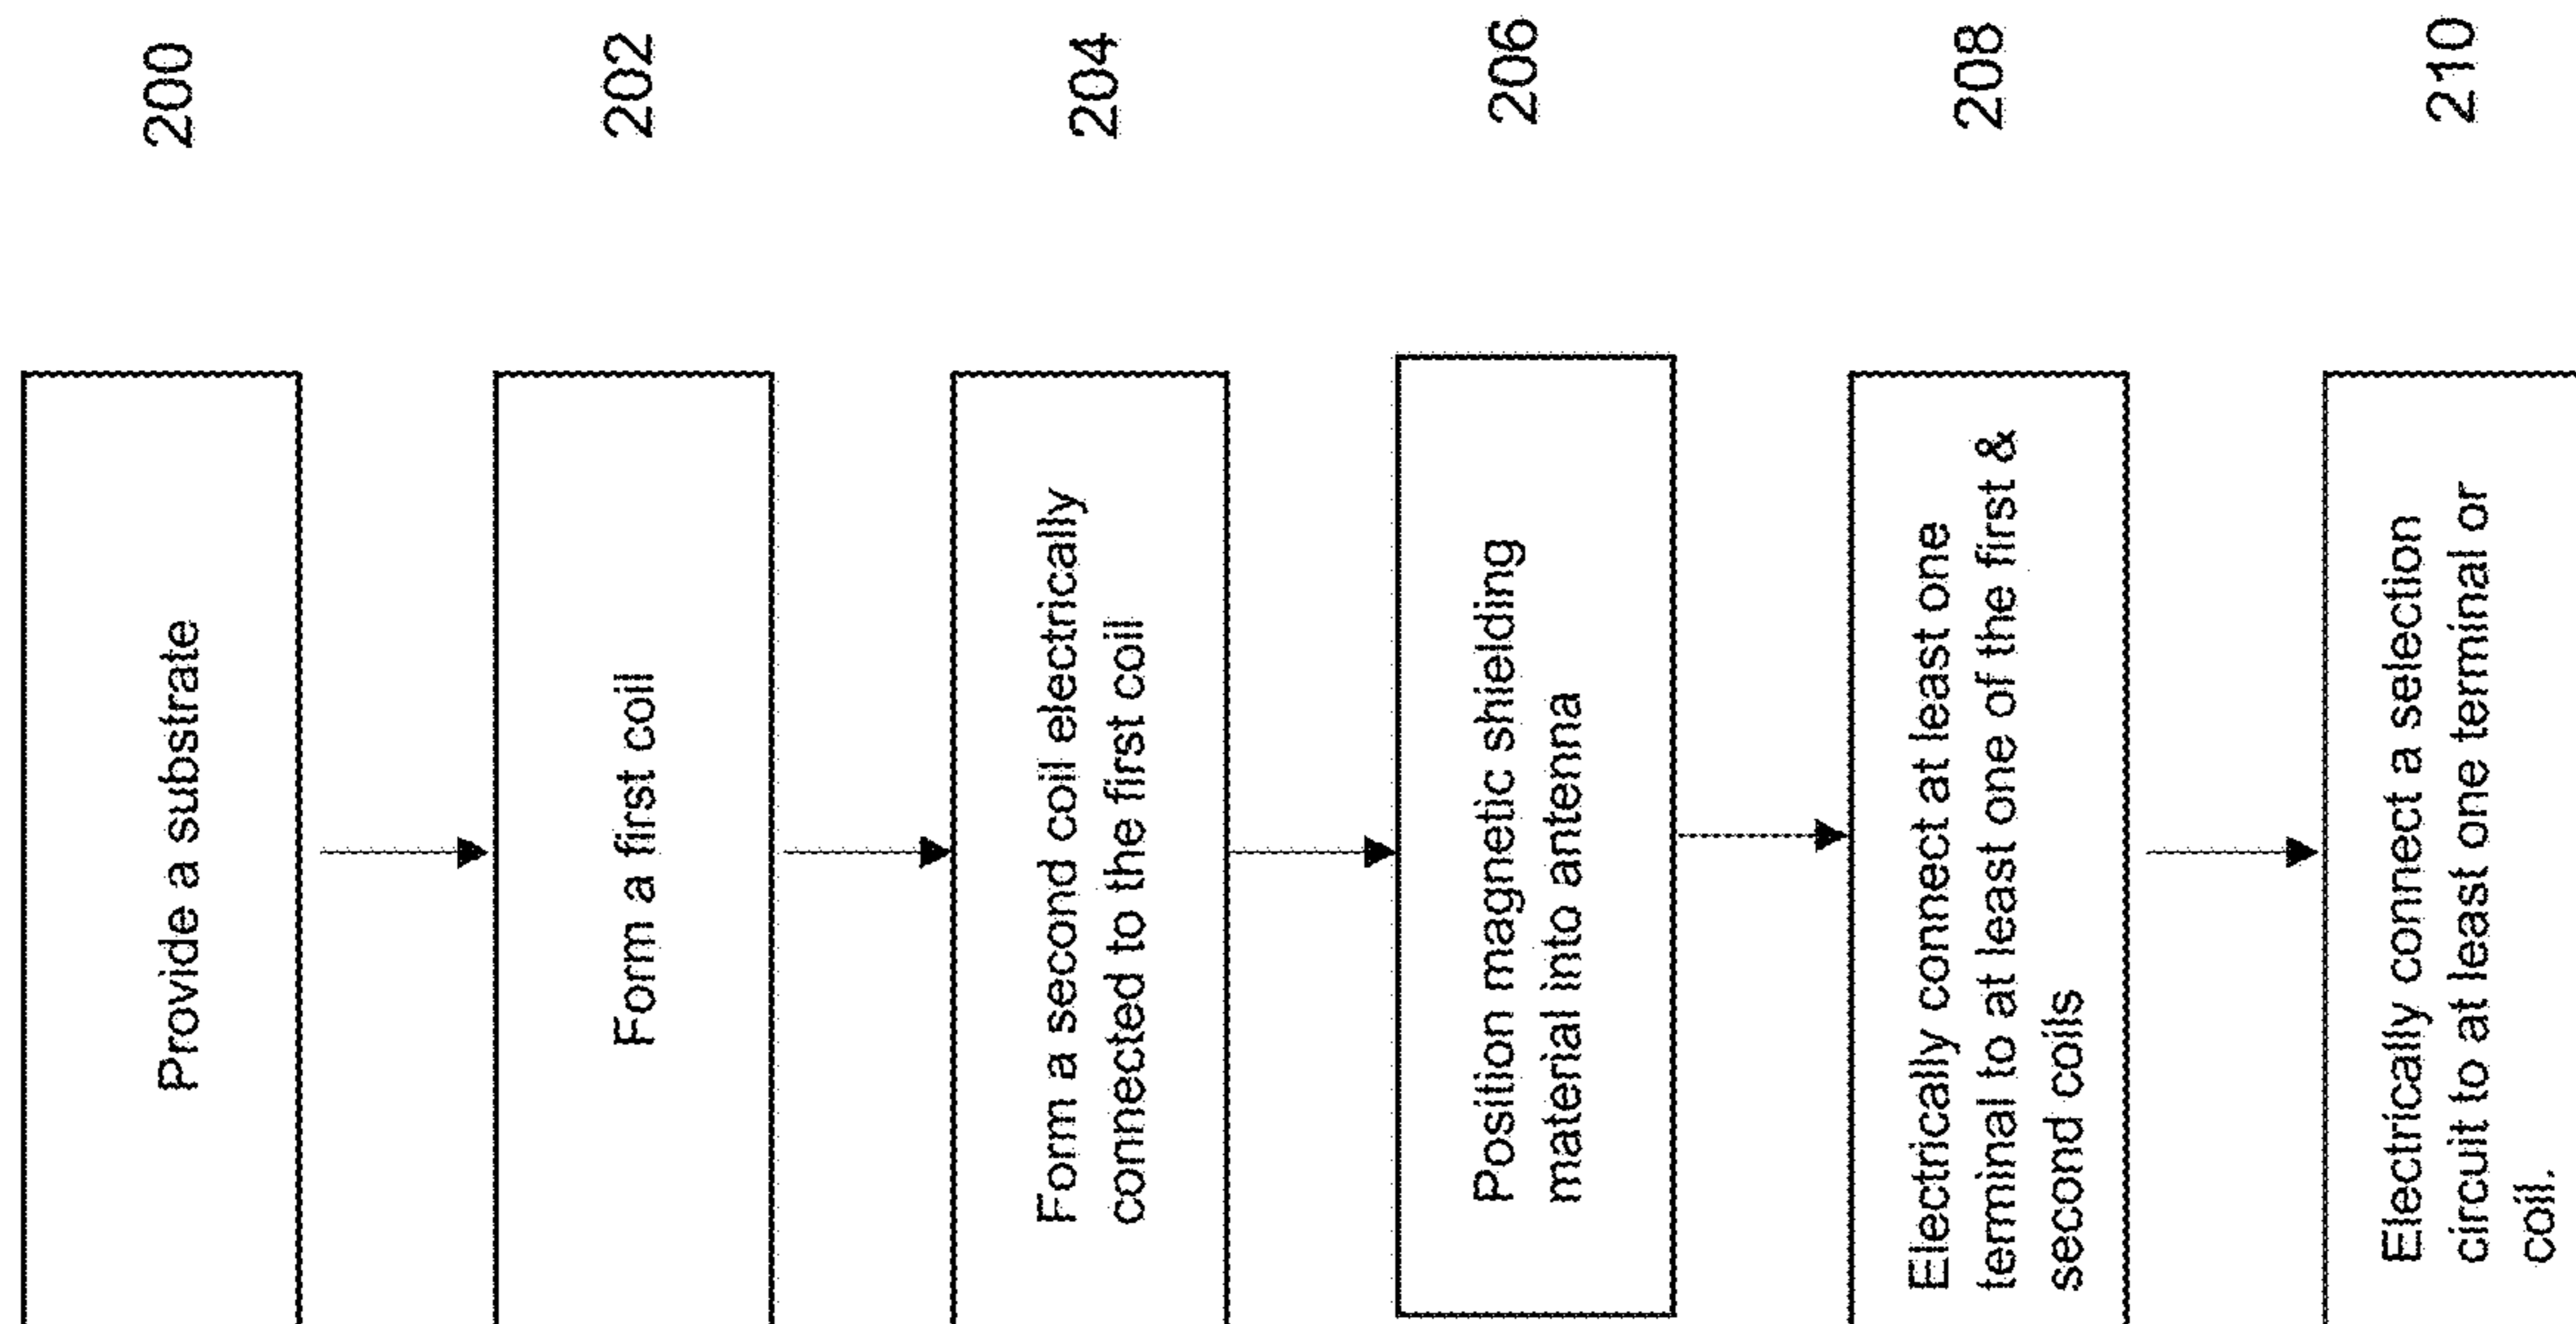 Provide a substrate
200
Form a first coil
202
Form a second coil electrically
connected to the first coil
204
Position magnetic shielding
material into antenna
206
Electrically connect at least one
terminal to at least one of the first &
second coils
208
Electrically connect a selection
circuit to at least one terminal or
coil.
210